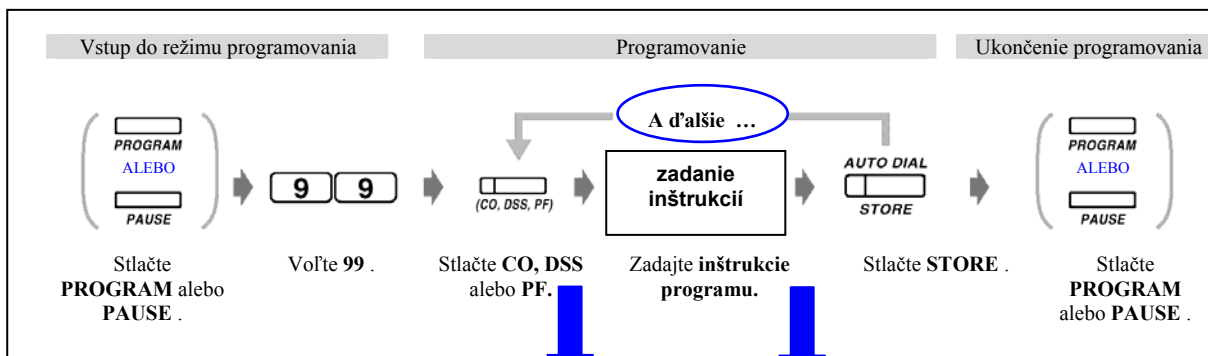 Vstup do režimu programovania
Programovanie
Ukončenie programovania
A ďalšie …
PROGRAM
ALEBO
PAUSE
9 9
(CO, DSS, PF)
zadanie
inštrukcií
AUTO DIAL
STORE
PROGRAM
ALEBO
PAUSE
Stlačte
PROGRAM alebo
PAUSE .
Voľte 99 .
Stlačte CO, DSS
alebo PF.
Zadajte inštrukcie
programu.
Stlačte STORE .
Stlačte
PROGRAM
alebo PAUSE .